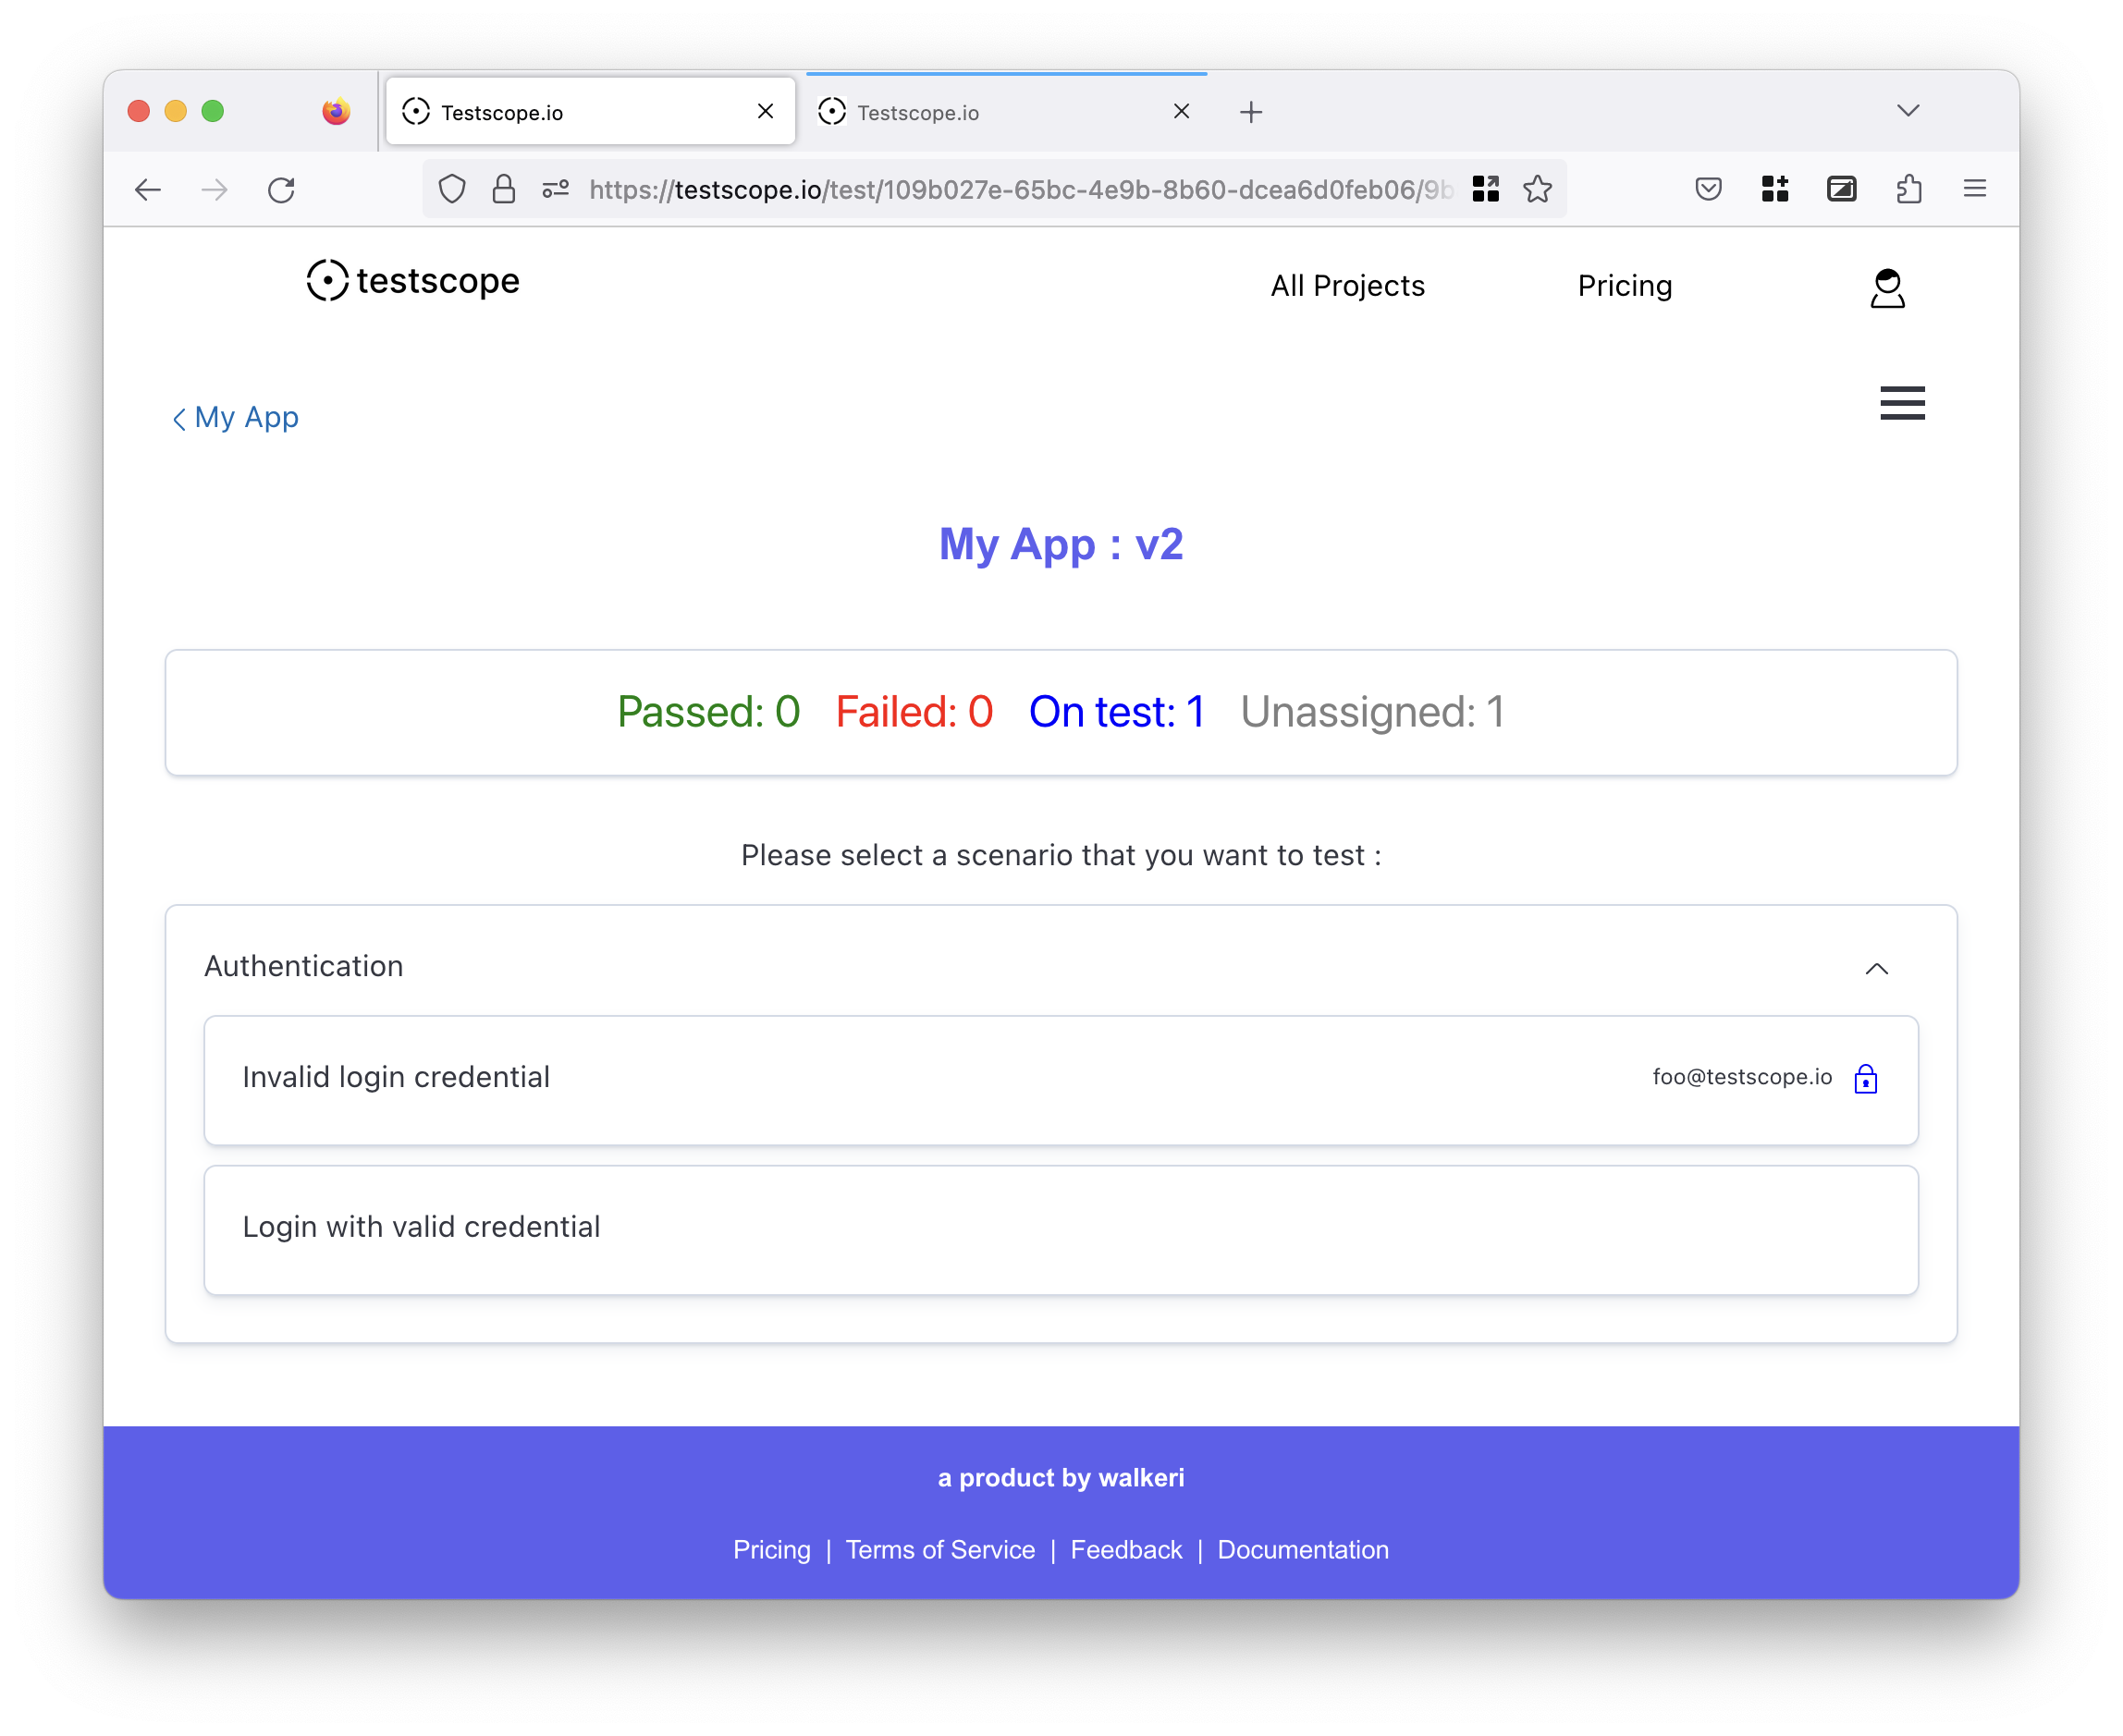 Testscope.io
Testscope.io
https://testscope.io/test/109b027e-65bc-4e9b-8b60-dcea6d0feb06/9b
testscope
All Projects
Pricing
My App
My App : v2
Passed: 0 Failed: 0 On test: 1 Unassigned: 1
Please select a scenario that you want to test :
Authentication
Invalid login credential
foo@testscope.io
Login with valid credential
a product by walkeri
Pricing | Terms of Service | Feedback | Documentation